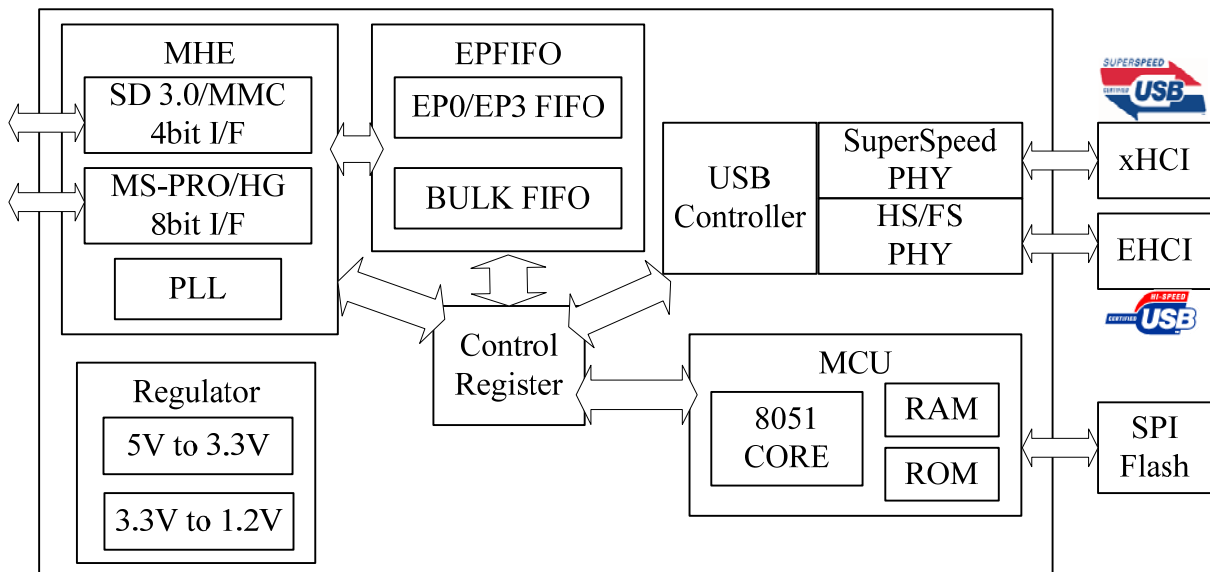 MHE
SD 3.0/MMC
4bit I/F
MS-PRO/HG
8bit I/F
PLL
EPFIFO
EP0/EP3 FIFO
BULK FIFO
USB
Controller
SuperSpeed
PHY
HS/FS
PHY
SUPERSPEED
CERTIFIED
USB
xHCI
EHCI
HI-SPEED
CERTIFIED
USB
Control
Register
Regulator
5V to 3.3V
3.3V to 1.2V
MCU
8051
CORE
RAM
ROM
SPI
Flash